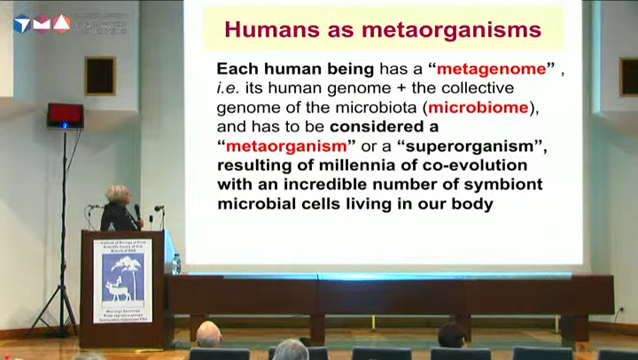 Humans as metaorganisms
Each human being has a “metagenome” ,
i.e. its human genome + the collective
genome of the microbiota (microbiome),
and has to be considered a
“metaorganism” or a “superorganism”,
resulting of millennia of co-evolution
with an incredible number of symbiont
microbial cells living in our body